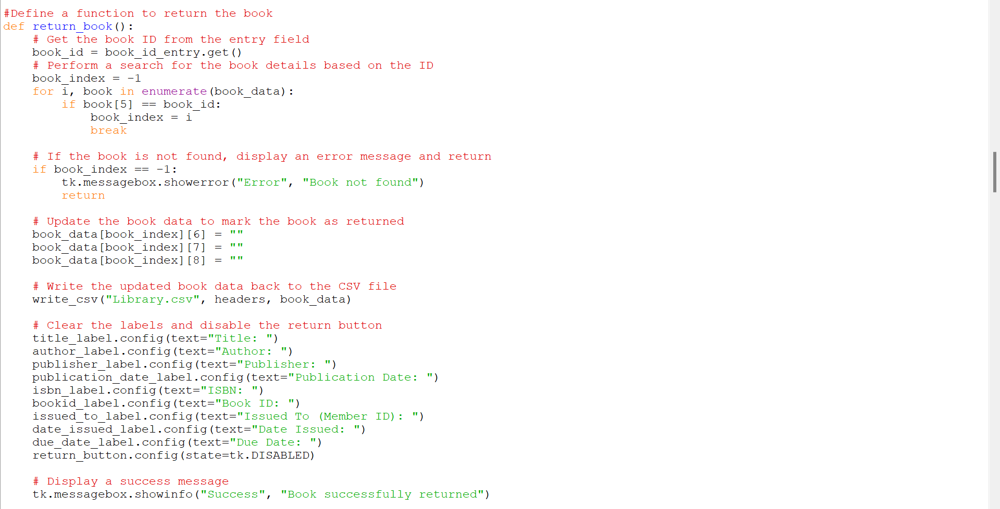 #Define a function to return the book
def return_book():
    # Get the book ID from the entry field
    book_id = book_id_entry.get()
    # Perform a search for the book details based on the ID
    book_index = -1
    for i, book in enumerate(book_data):
        if book[5] == book_id:
            book_index = i
            break

    # If the book is not found, display an error message and return
    if book_index == -1:
        tk.messagebox.showerror("Error", "Book not found")
        return

    # Update the book data to mark the book as returned
    book_data[book_index][6] = ""
    book_data[book_index][7] = ""
    book_data[book_index][8] = ""

    # Write the updated book data back to the CSV file
    write_csv("Library.csv", headers, book_data)

    # Clear the labels and disable the return button
    title_label.config(text="Title: ")
    author_label.config(text="Author: ")
    publisher_label.config(text="Publisher: ")
    publication_date_label.config(text="Publication Date: ")
    isbn_label.config(text="ISBN: ")
    bookid_label.config(text="Book ID: ")
    issued_to_label.config(text="Issued To (Member ID): ")
    date_issued_label.config(text="Date Issued: ")
    due_date_label.config(text="Due Date: ")
    return_button.config(state=tk.DISABLED)

    # Display a success message
    tk.messagebox.showinfo("Success", "Book successfully returned")